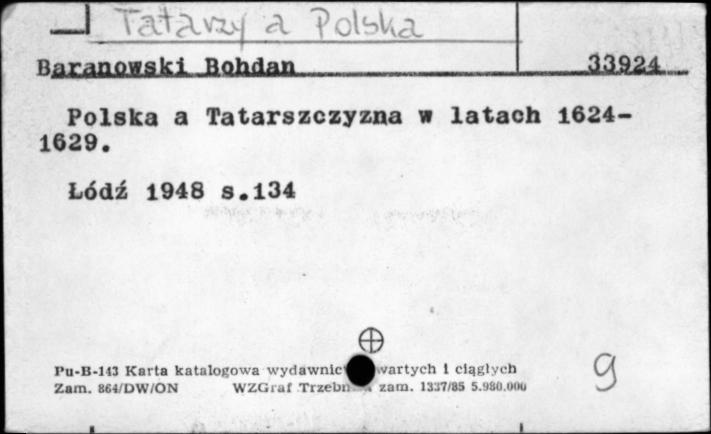 Tatarzy a Polska
Baranowski Bohdan 33924
Polska a Tatarszczyzna w latach 1624-
1629.
Łódź 1948 s.134
Pu-B-143 Karta katalogowa wydawnic wartych i ciągłych
Zam. 864/DW/ON WZGraf Trzebn zam. 1337/85 5.980.000
g